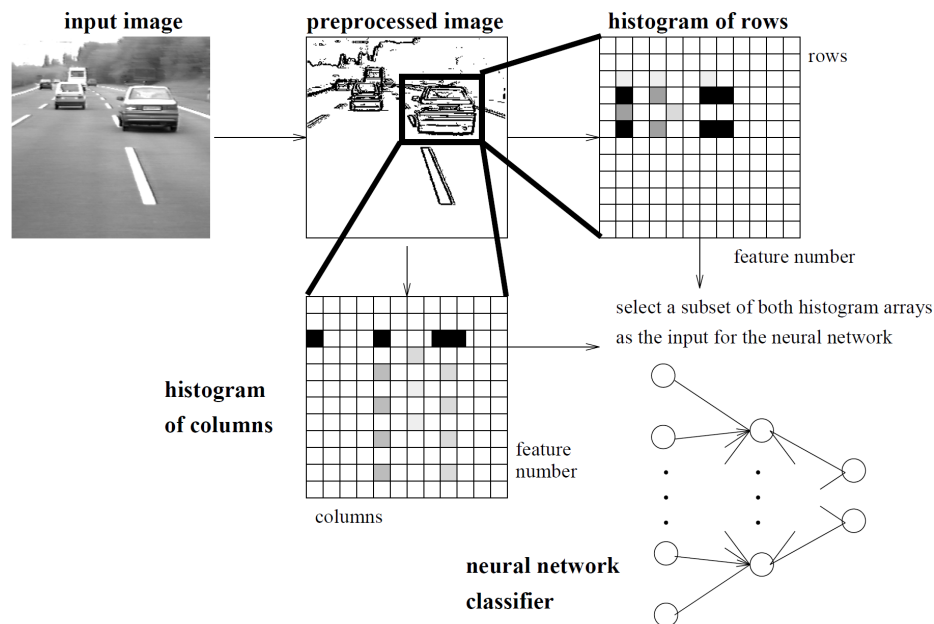 input image
preprocessed image
histogram of rows
rows
feature number
select a subset of both histogram arrays
as the input for the neural network
histogram
of columns
feature
number
columns
neural network
classifier